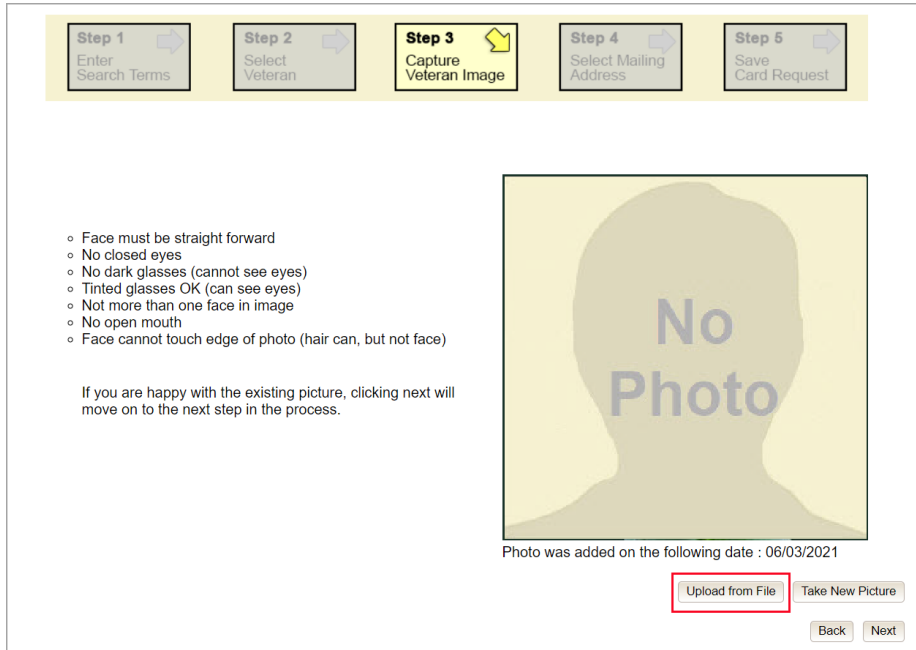 Step 1
Enter
Search Terms
Step 2
Select
Veteran
Step 3
Capture
Veteran Image
Step 4
Select Mailing
Address
Step 5
Save
Card Request
Face must be straight forward
No closed eyes
No dark glasses (cannot see eyes)
Tinted glasses OK (can see eyes)
Not more than one face in image
No open mouth
Face cannot touch edge of photo (hair can, but not face)
If you are happy with the existing picture, clicking next will
move on to the next step in the process.
No
Photo
Photo was added on the following date : 06/03/2021
Upload from File
Take New Picture
Back
Next